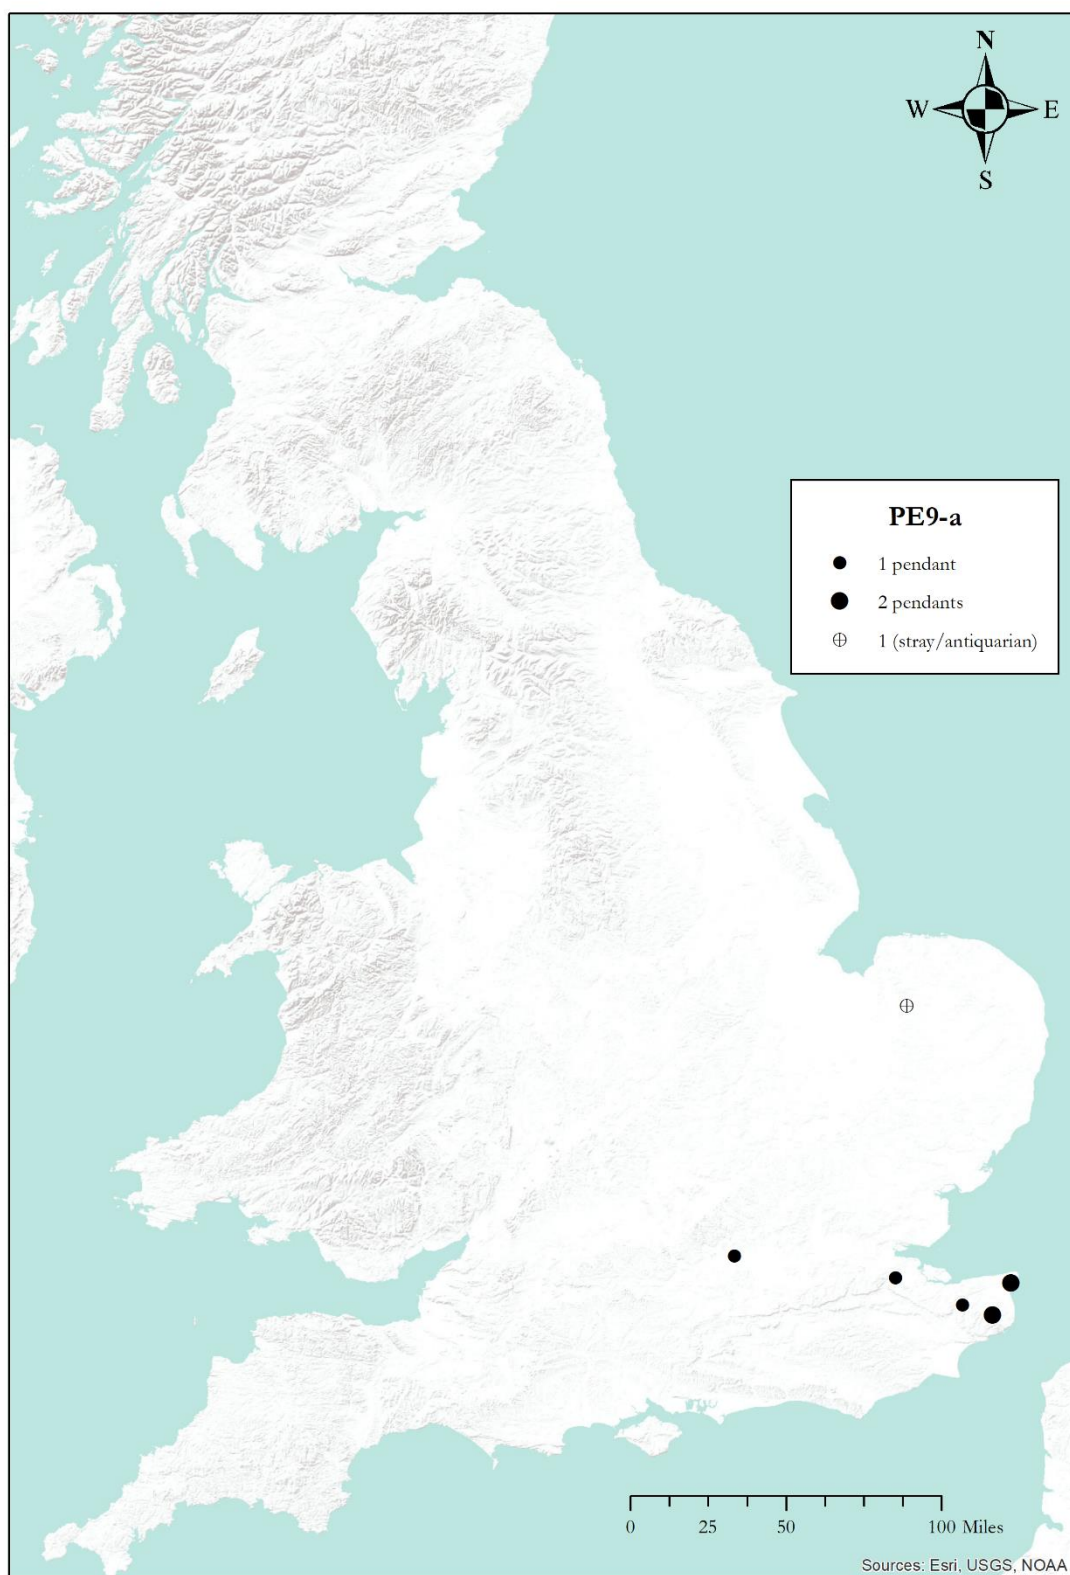 N
W E
S
PE9-a
1 pendant
2 pendants
1 (stray/antiquarian)
0 25 50 100 Miles
Sources: Esri, USGS, NOAA